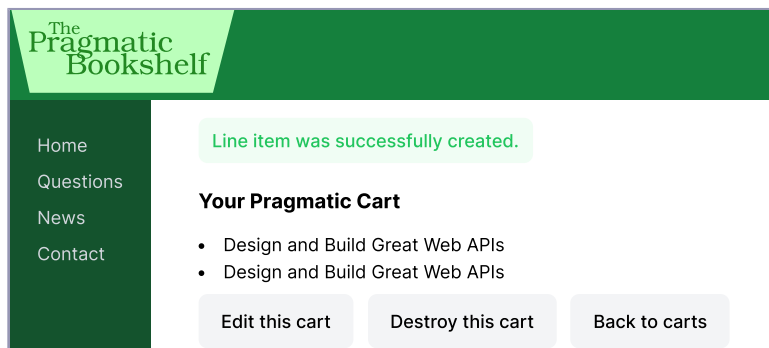 The
Pragmatic
Bookshelf
Home
Questions
News
Contact
Line item was successfully created.
Your Pragmatic Cart
Design and Build Great Web APIs
Design and Build Great Web APIs
Edit this cart
Destroy this cart
Back to carts